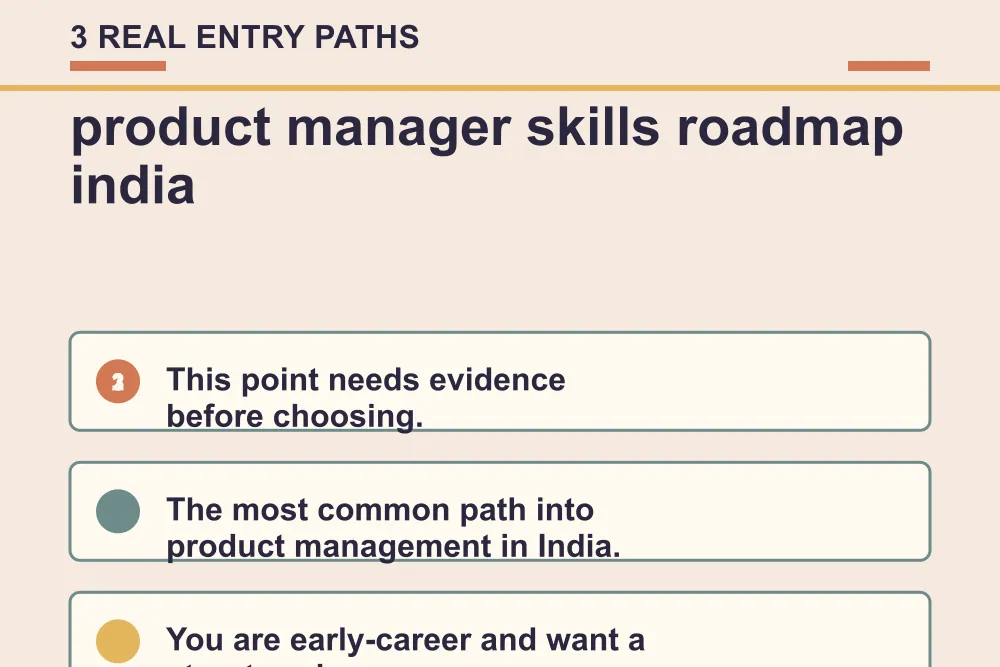 3 REAL ENTRY PATHS
product manager skills roadmap
india
This point needs evidence
before choosing.
The most common path into
product management in India.
You are early-career and want a